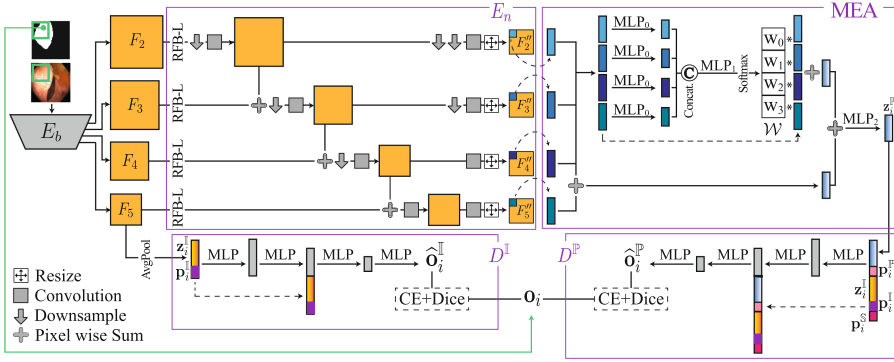 E_n
MEA
F_2
RFB-L
F''_2
MLP_0
W_0 *
F_3
RFB-L
F''_3
MLP_0
W_1 *
MLP_0
C
Concat.
MLP_1
Softmax
W_2 *
MLP_0
W_3 *
W
E_b
z_i^ℙ
MLP_2
F_4
RFB-L
F''_4
F_5
RFB-L
F''_5
AvgPool
D^𝕀
D^ℙ
z_i^𝕀
p_i^𝕀
MLP
MLP
MLP
ô_i^𝕀
ô_i^ℙ
MLP
MLP
MLP
p_i^ℙ
z_i^𝕀
p_i^𝕀
p_i^𝕊
CE+Dice
o_i
CE+Dice
Resize
Convolution
Downsample
Pixel wise Sum